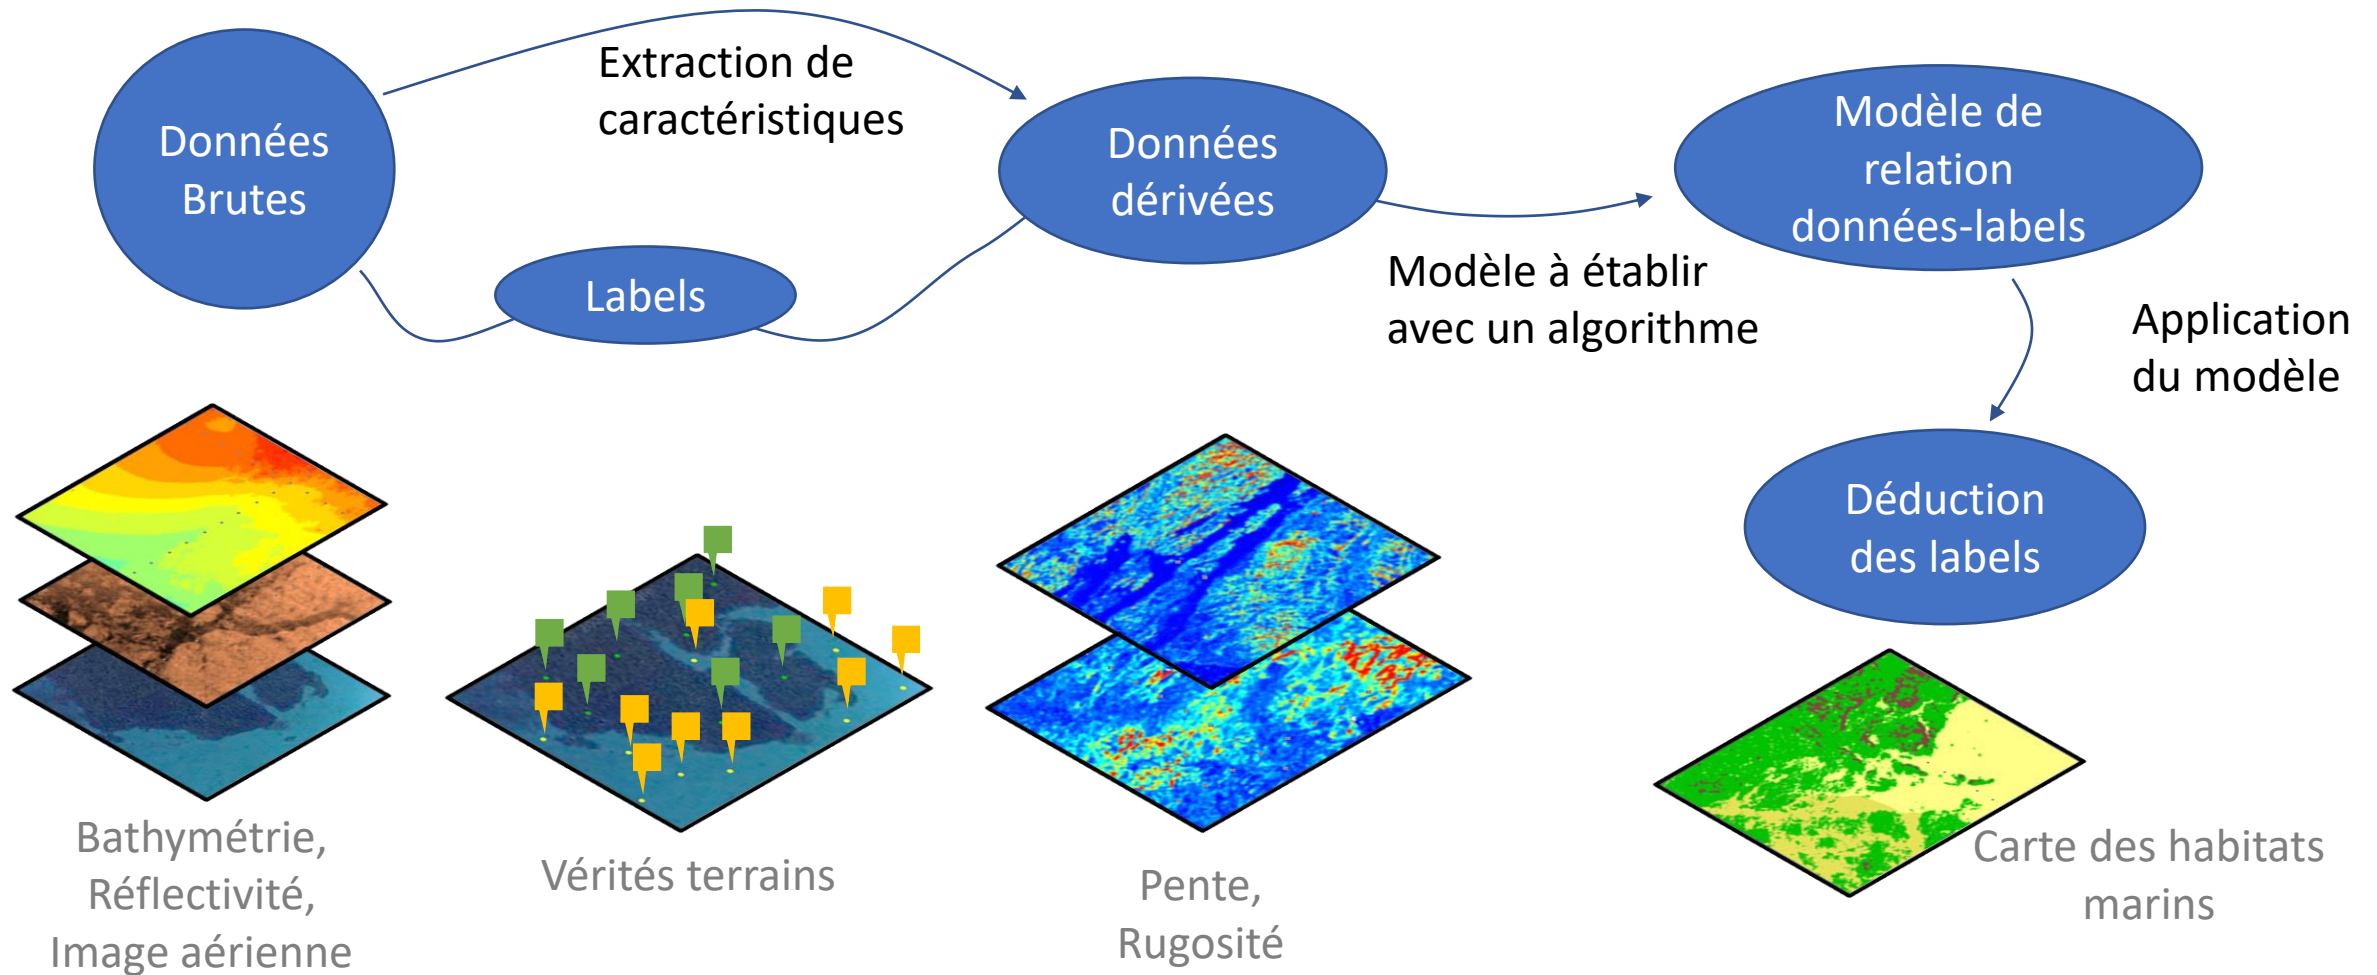 Données
Brutes
Extraction de
caractéristiques
Labels
Données
dérivées
Modèle à établir
avec un algorithme
Modèle de
relation
données-labels
Application
du modèle
Déduction
des labels
Bathymétrie,
Réflectivité,
Image aérienne
Vérités terrains
Pente,
Rugosité
Carte des habitats
marins